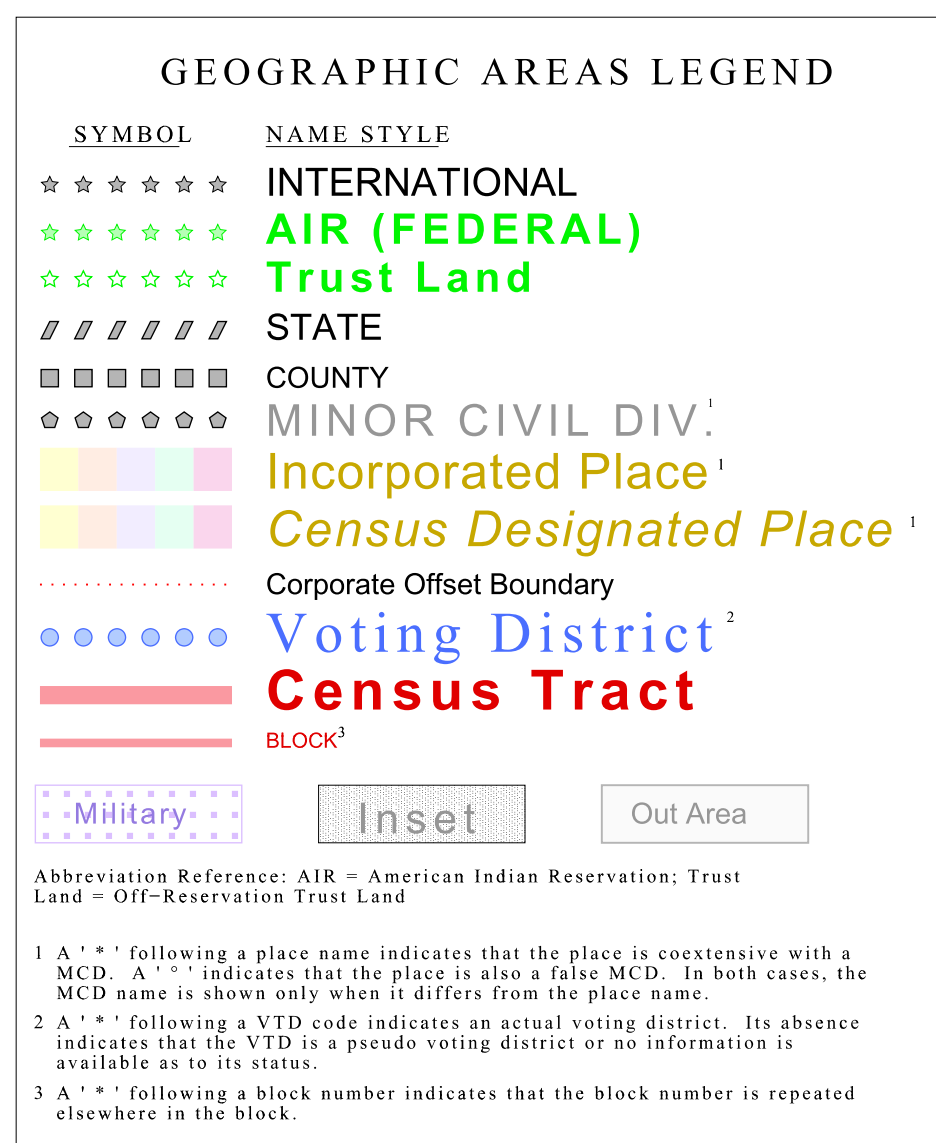 GEOGRAPHIC AREAS LEGEND
SYMBOL NAME STYLE
INTERNATIONAL
AIR (FEDERAL)
Trust Land
STATE
COUNTY
MINOR CIVIL DIV.¹
Incorporated Place ¹
Census Designated Place ¹
Corporate Offset Boundary
Voting District ²
Census Tract
BLOCK³
Military Inset Out Area
Abbreviation Reference: AIR = American Indian Reservation; Trust
Land = Off−Reservation Trust Land
1 A ' * ' following a place name indicates that the place is coextensive with a
MCD. A ' ° ' indicates that the place is also a false MCD. In both cases, the
MCD name is shown only when it differs from the place name.
2 A ' * ' following a VTD code indicates an actual voting district. Its absence
indicates that the VTD is a pseudo voting district or no information is
available as to its status.
3 A ' * ' following a block number indicates that the block number is repeated
elsewhere in the block.